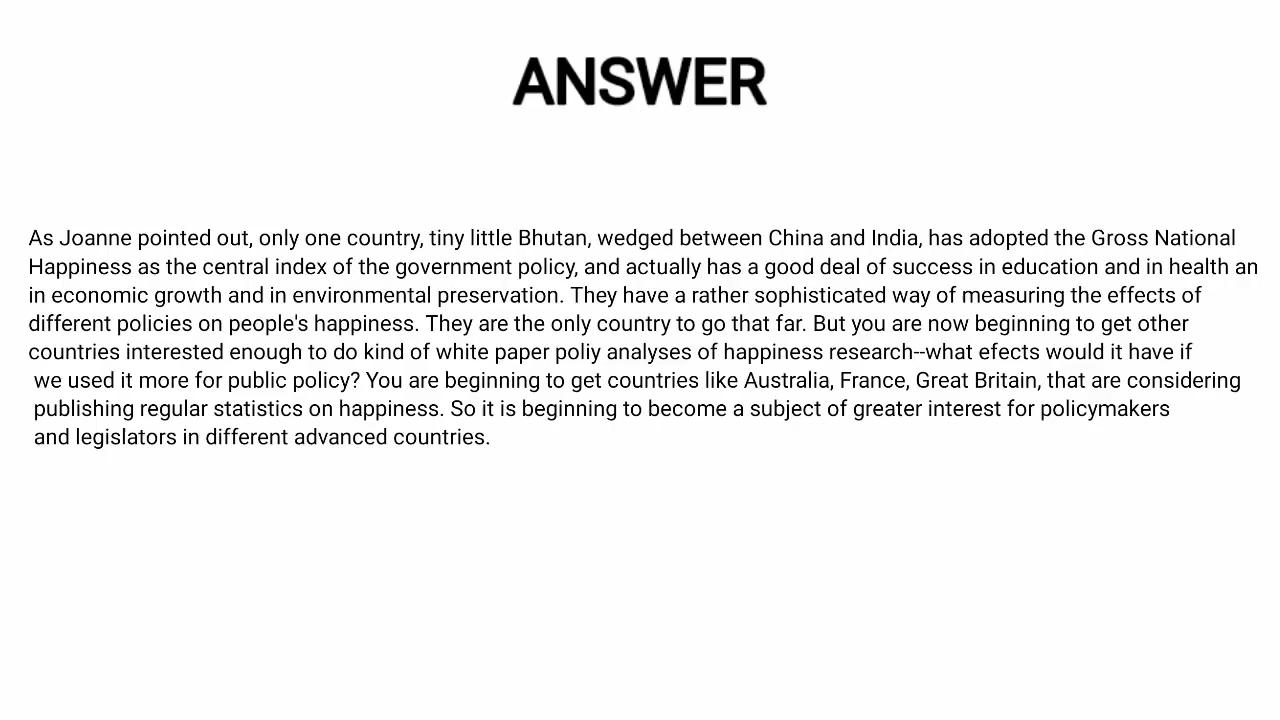 ANSWER
As Joanne pointed out, only one country, tiny little Bhutan, wedged between China and India, has adopted the Gross National
Happiness as the central index of the government policy, and actually has a good deal of success in education and in health an
in economic growth and in environmental preservation. They have a rather sophisticated way of measuring the effects of
different policies on people's happiness. They are the only country to go that far. But you are now beginning to get other
countries interested enough to do kind of white paper poliy analyses of happiness research--what efects would it have if
we used it more for public policy? You are beginning to get countries like Australia, France, Great Britain, that are considering
publishing regular statistics on happiness. So it is beginning to become a subject of greater interest for policymakers
and legislators in different advanced countries.